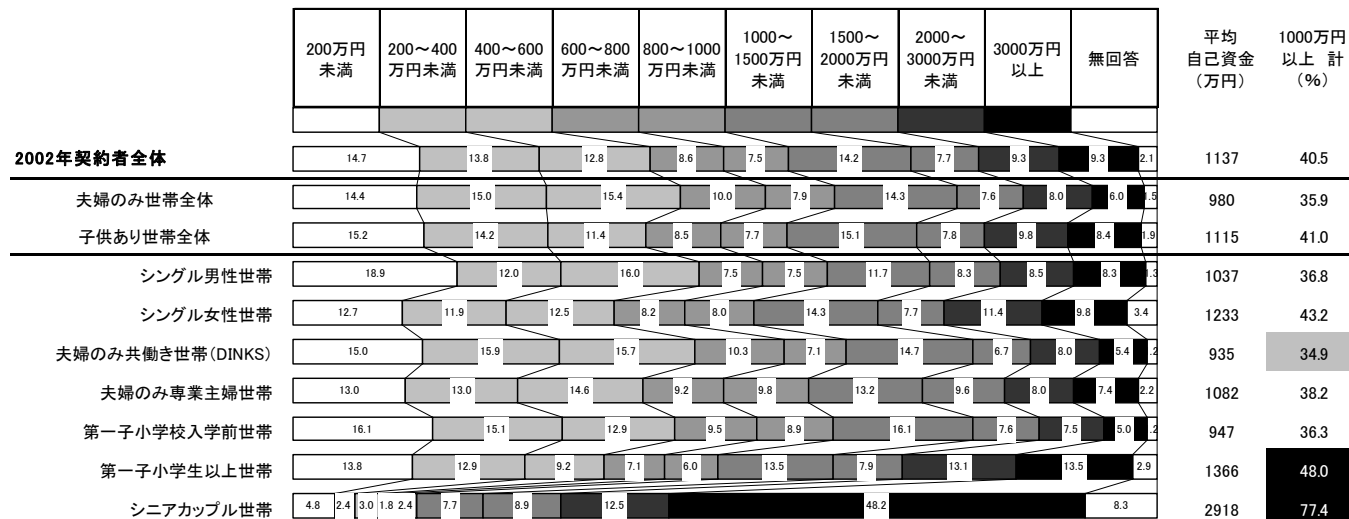 200万円未満 200～400万円未満 400～600万円未満 600～800万円未満 800～1000万円未満 1000～1500万円未満 1500～2000万円未満 2000～3000万円未満 3000万円以上 無回答 平均自己資金（万円） 1000万円以上 計（%）
2002年契約者全体 14.7 13.8 12.8 8.6 7.5 14.2 7.7 9.3 9.3 2.1 1137 40.5
夫婦のみ世帯全体 14.4 15.0 15.4 10.0 7.9 14.3 7.6 8.0 6.0 1.5 980 35.9
子供あり世帯全体 15.2 14.2 11.4 8.5 7.7 15.1 7.8 9.8 8.4 1.9 1115 41.0
シングル男性世帯 18.9 12.0 16.0 7.5 7.5 11.7 8.3 8.5 8.3 1.3 1037 36.8
シングル女性世帯 12.7 11.9 12.5 8.2 8.0 14.3 7.7 11.4 9.8 3.4 1233 43.2
夫婦のみ共働き世帯（DINKS） 15.0 15.9 15.7 10.3 7.1 14.7 6.7 8.0 5.4 .2 935 34.9
夫婦のみ専業主婦世帯 13.0 13.0 14.6 9.2 9.8 13.2 9.6 8.0 7.4 2.2 1082 38.2
第一子小学校入学前世帯 16.1 15.1 12.9 9.5 8.9 16.1 7.6 7.5 5.0 .2 947 36.3
第一子小学生以上世帯 13.8 12.9 9.2 7.1 6.0 13.5 7.9 13.1 13.5 2.9 1366 48.0
シニアカップル世帯 4.8 2.4 3.0 1.8 2.4 7.7 8.9 12.5 48.2 8.3 2918 77.4